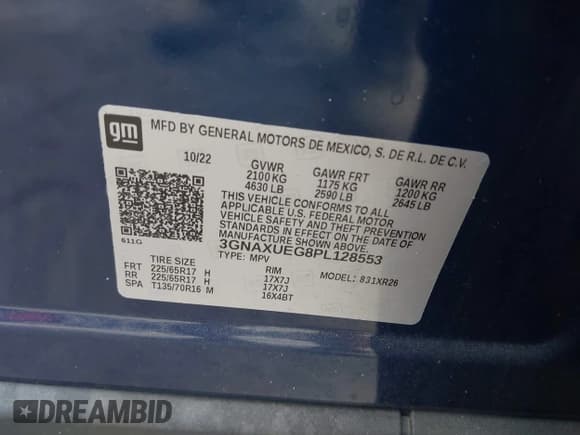 gm
MFD BY GENERAL MOTORS DE MEXICO, S. DE R.L. DE C.V.
10/22 GVWR GAWR FRT GAWR RR
2100 KG 1175 KG 1200 KG
4630 LB 2590 LB 2645 LB
THIS VEHICLE CONFORMS TO ALL
APPLICABLE U.S. FEDERAL MOTOR
VEHICLE SAFETY AND THEFT PREVENTION
STANDARDS IN EFFECT ON THE DATE OF
MANUFACTURE SHOWN ABOVE.
611G 3GNAXUEG8PL128553
TYPE: MPV MODEL: 831XR26
TIRE SIZE RIM
FRT 225/65R17 H 17X7J
RR 225/65R17 H 17X7J
SPA T135/70R16 M 16X4BT
DREAMBID